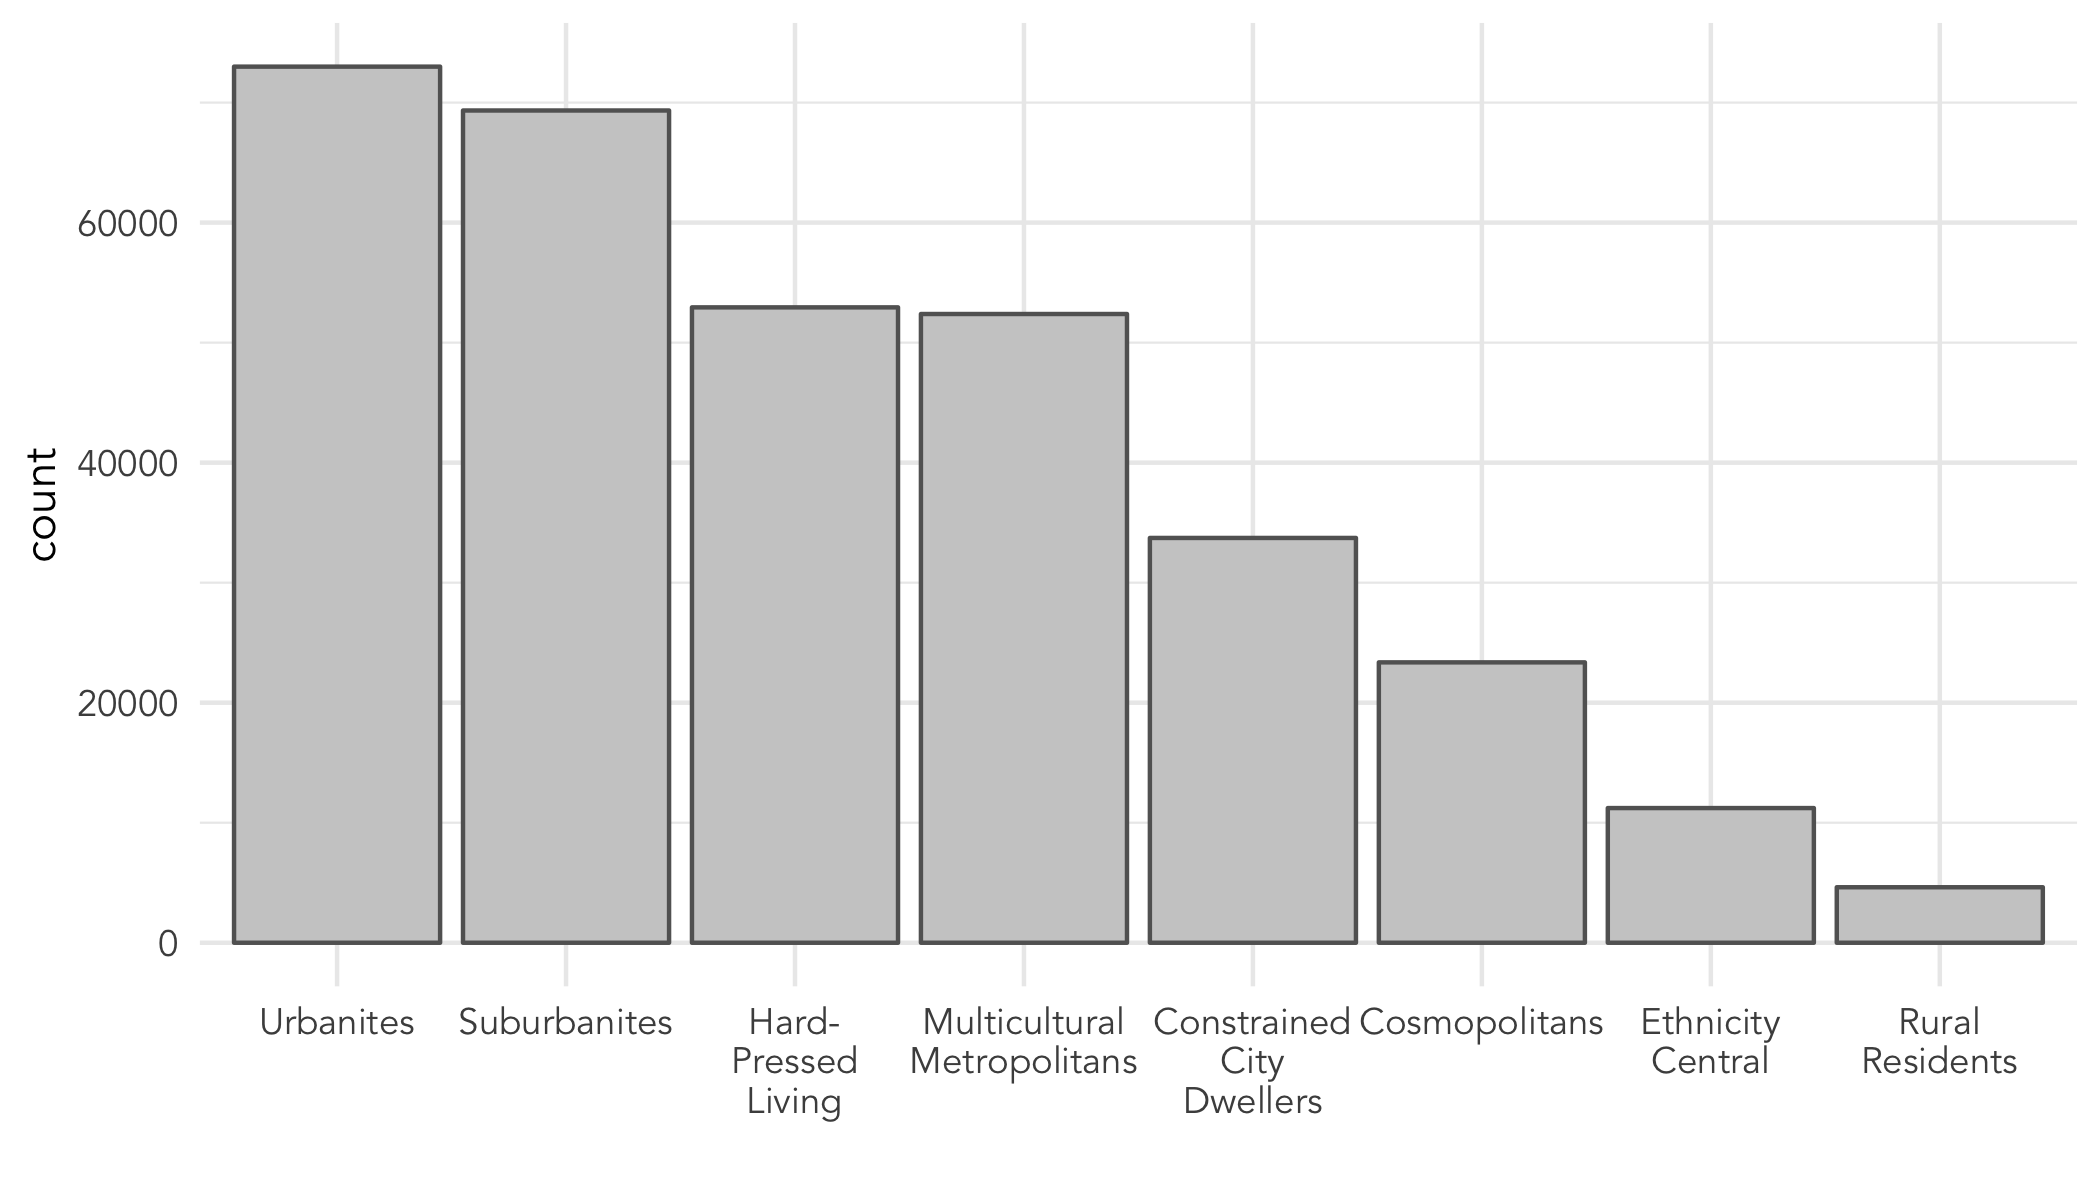 count
60000
40000
20000
0
Urbanites
Suburbanites
Hard-
Pressed
Living
Multicultural
Metropolitans
Constrained
City
Dwellers
Cosmopolitans
Ethnicity
Central
Rural
Residents